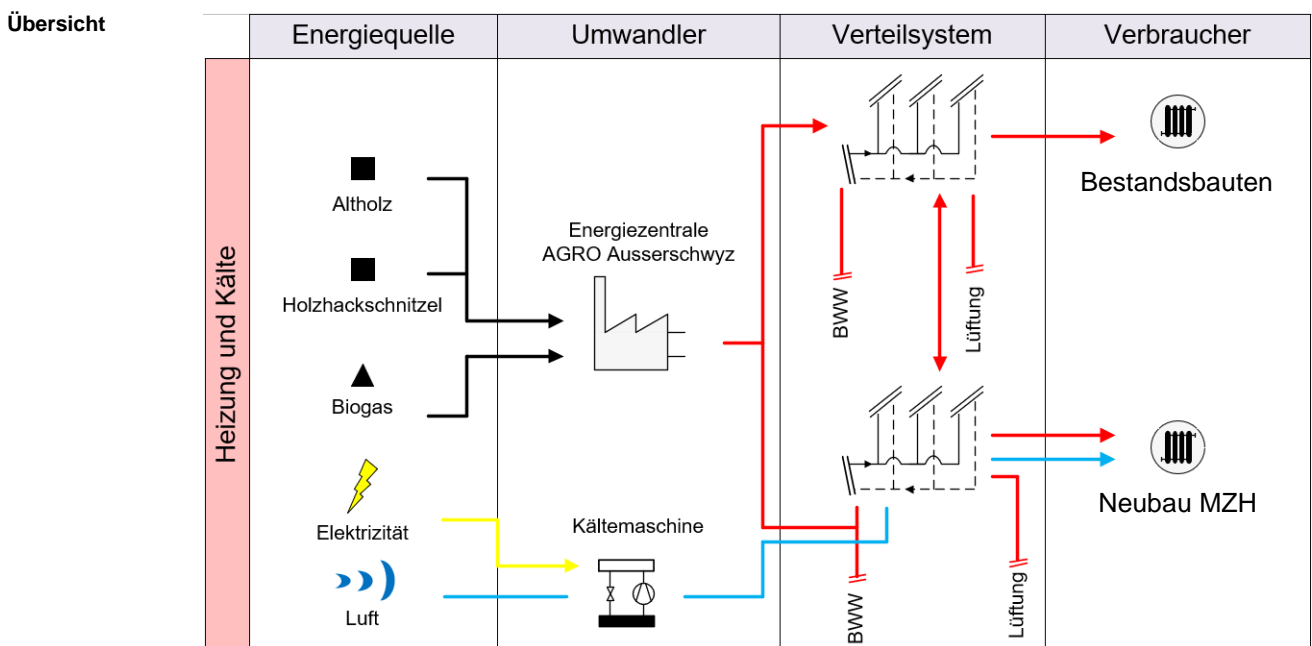 Übersicht
Energiequelle
Umwandler
Verteilsystem
Verbraucher
Heizung und Kälte
Altholz
Holzhackschnitzel
Biogas
Elektrizität
Luft
Energiezentrale
AGRO Ausserschwyz
Kältemaschine
BWW
Lüftung
BWW
Lüftung
Bestandsbauten
Neubau MZH